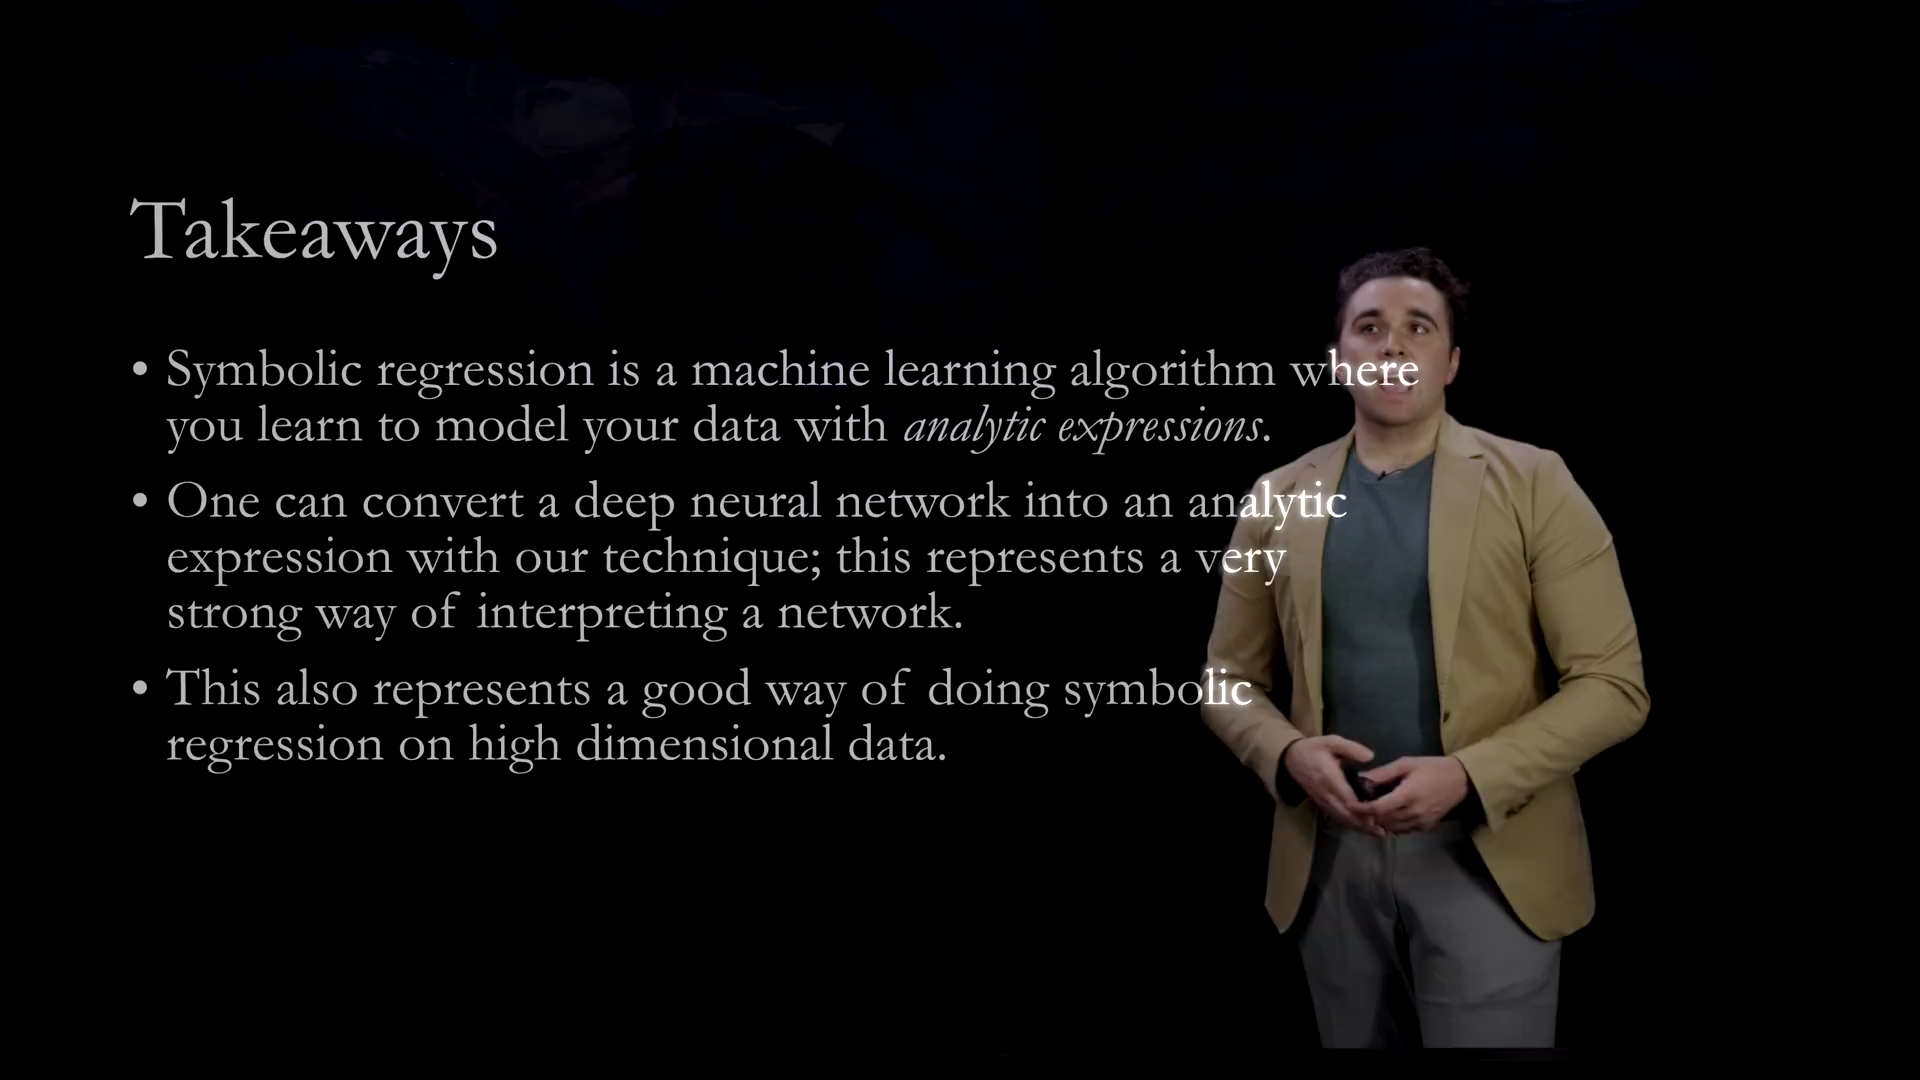 Takeaways
• Symbolic regression is a machine learning algorithm where
you learn to model your data with analytic expressions.
• One can convert a deep neural network into an analytic
expression with our technique; this represents a very
strong way of interpreting a network.
• This also represents a good way of doing symbolic
regression on high dimensional data.